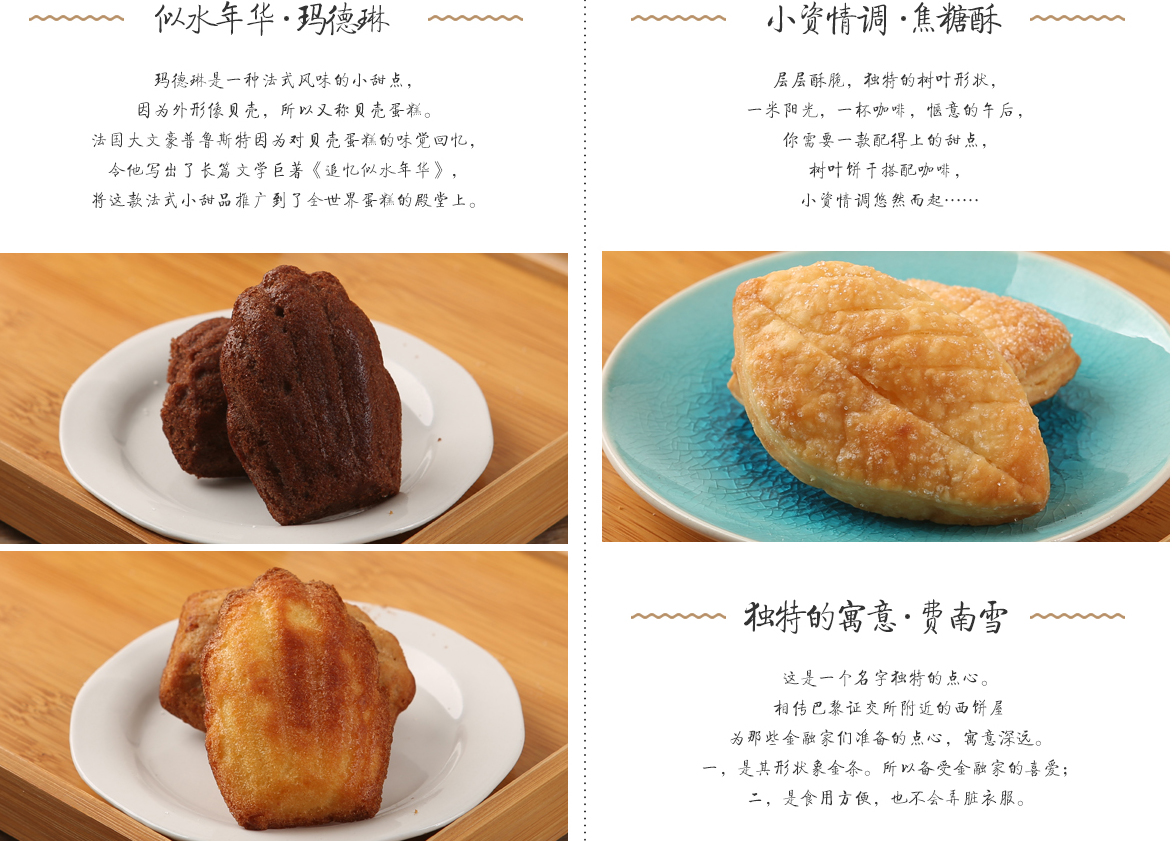 似水年华·玛德琳
玛德琳是一种法式风味的小甜点，
因为外形像贝壳，所以又称贝壳蛋糕。
法国大文豪普鲁斯特因为对贝壳蛋糕的味觉回忆，
令他写出了长篇文学巨著《追忆似水年华》，
将这款法式小甜品推广到了全世界蛋糕的殿堂上。
小资情调·焦糖酥
层层酥脆，独特的树叶形状，
一米阳光，一杯咖啡，惬意的午后，
你需要一款配得上的甜点，
树叶饼干搭配咖啡，
小资情调悠然而起……
独特的寓意·费南雪
这是一个名字独特的点心。
相传巴黎证交所附近的西饼屋
为那些金融家们准备的点心，寓意深远。
一，是其形状象金条。所以备受金融家的喜爱；
二，是食用方便，也不会弄脏衣服。